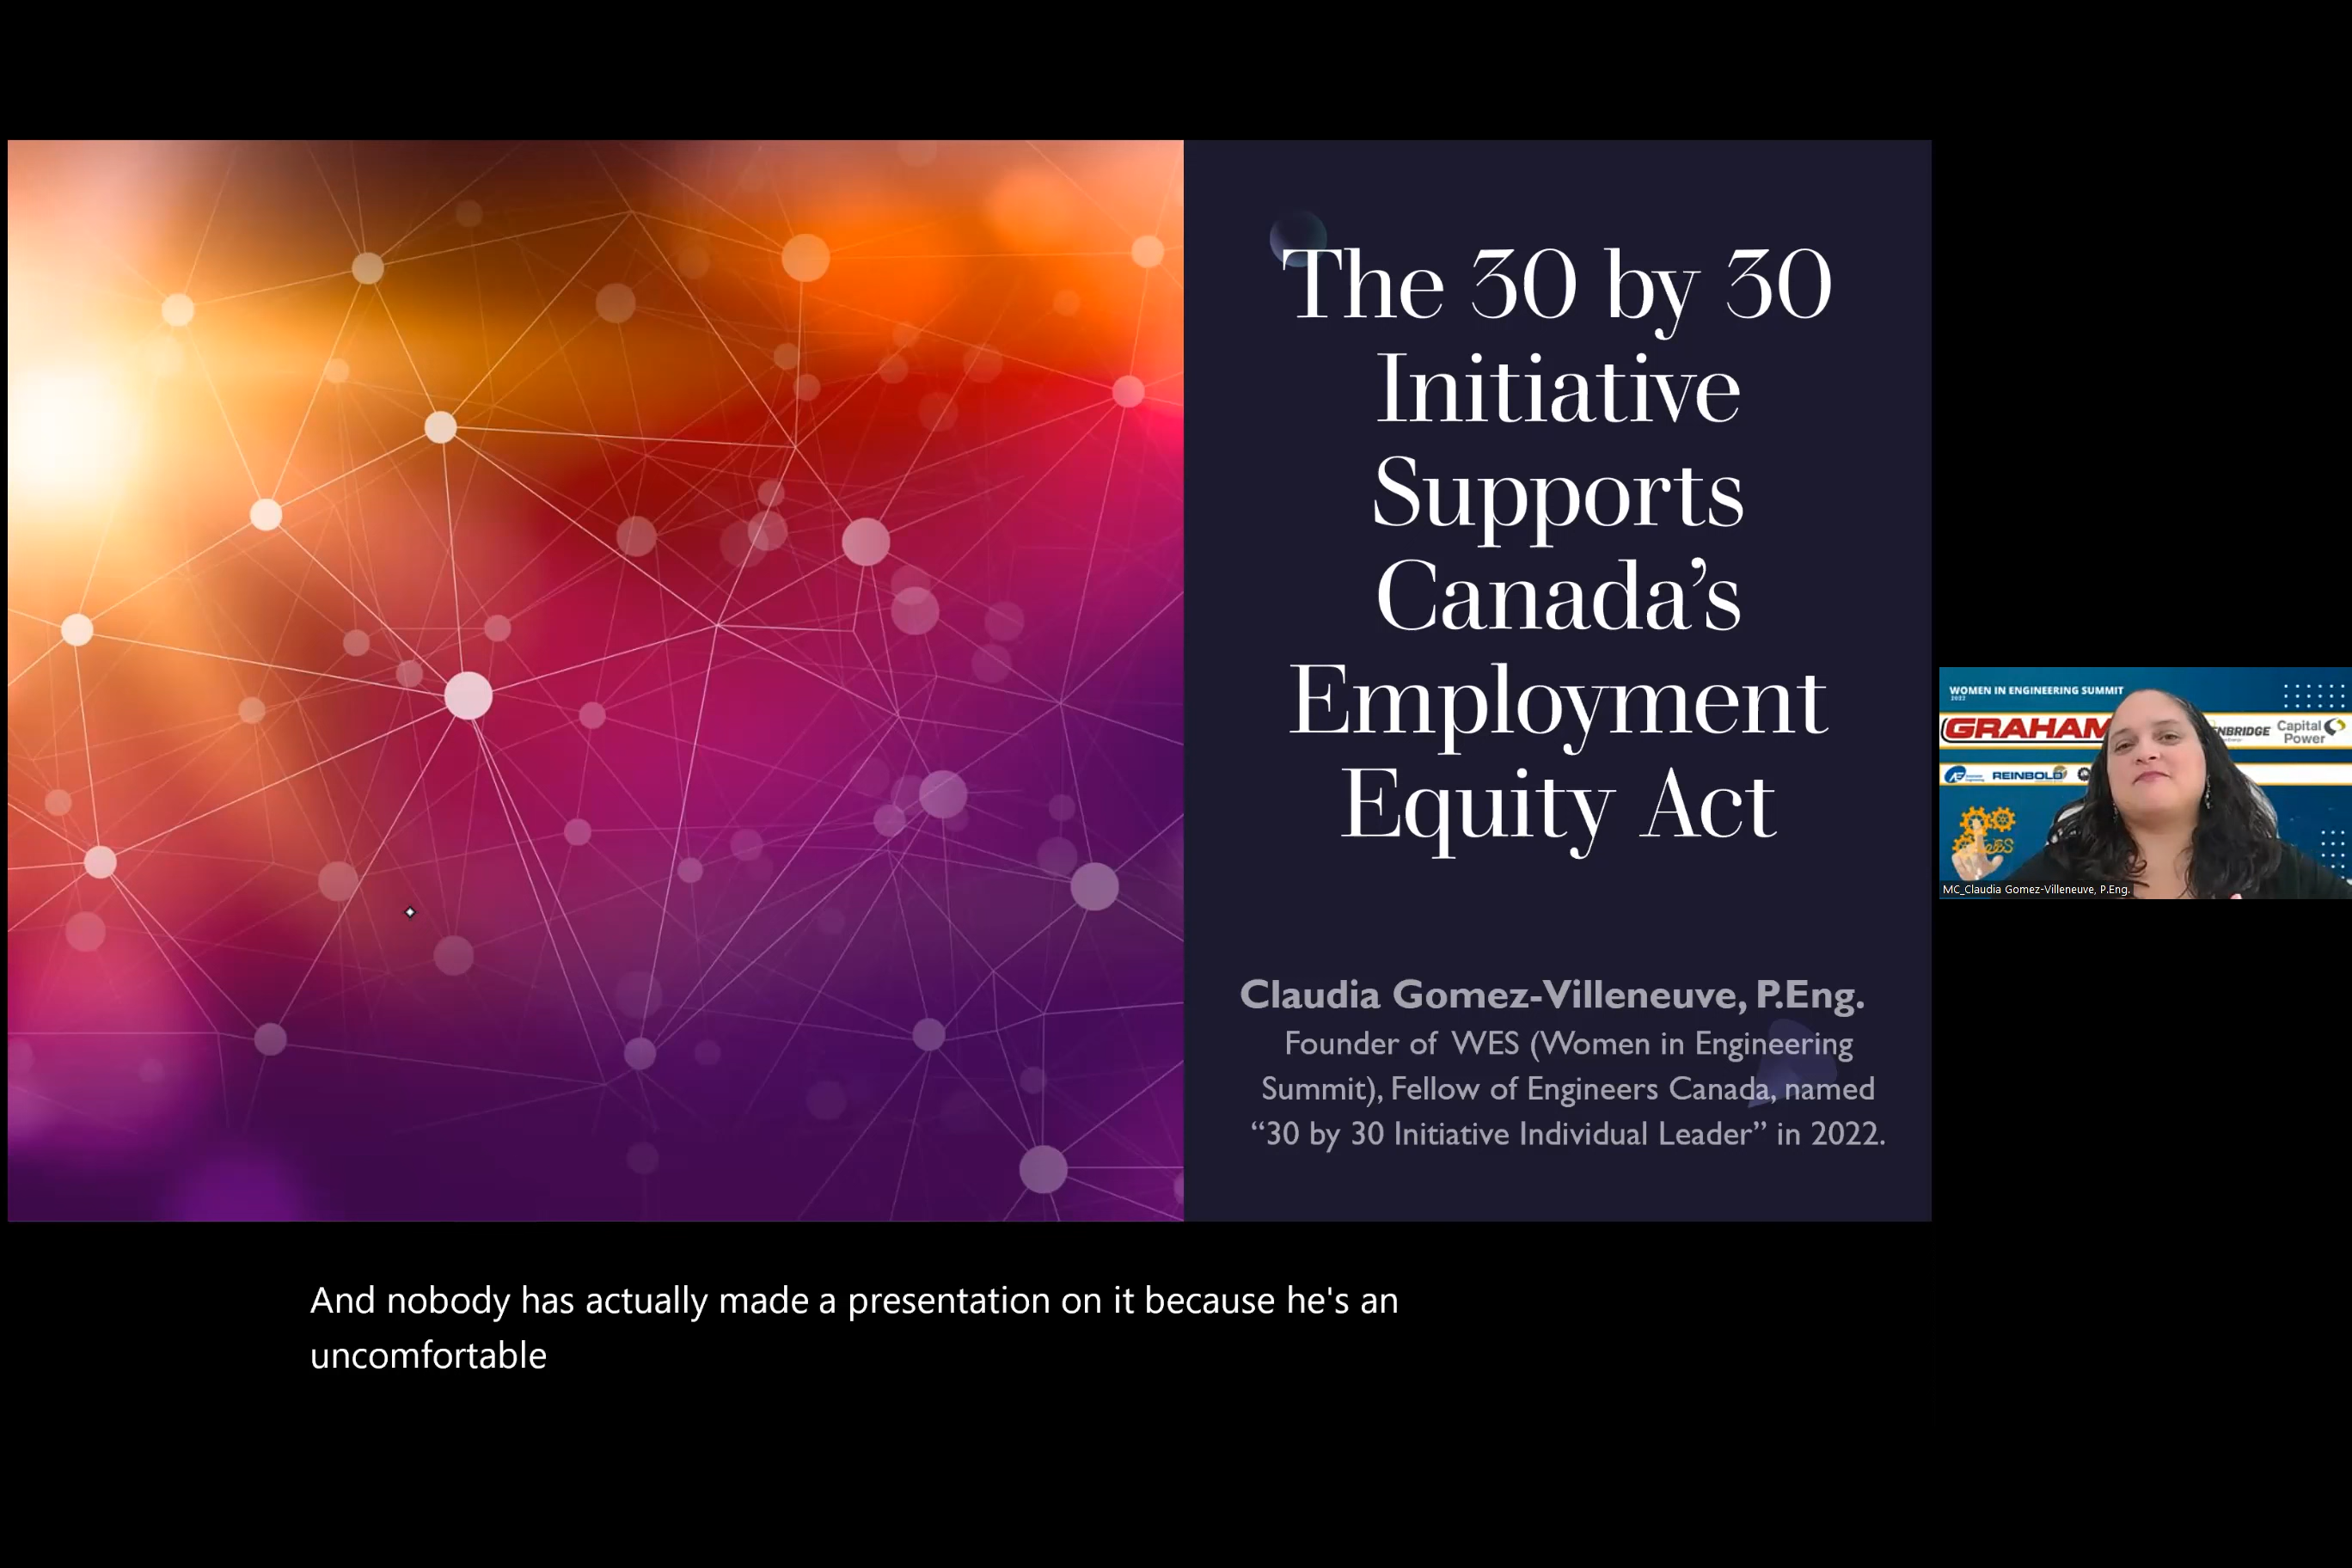 The 30 by 30
Initiative
Supports
Canada’s
Employment
Equity Act
Claudia Gomez-Villeneuve, P.Eng.
Founder of WES (Women in Engineering
Summit), Fellow of Engineers Canada, named
“30 by 30 Initiative Individual Leader” in 2022.
WOMEN IN ENGINEERING SUMMIT
2022
GRAHAM
NBRIDGE
Capital
Power
REINBOLD
MC_Claudia Gomez-Villeneuve, P.Eng.
And nobody has actually made a presentation on it because he's an
uncomfortable